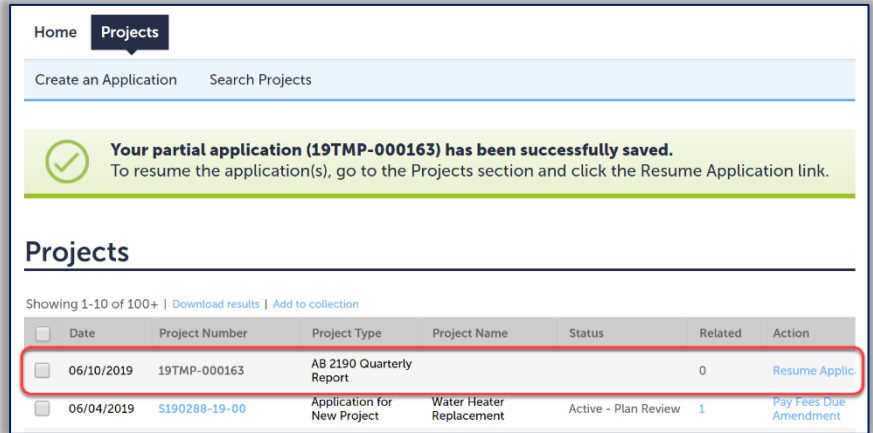 Home Projects
Create an Application Search Projects
Your partial application (19TMP-000163) has been successfully saved.
To resume the application(s), go to the Projects section and click the Resume Application link.
Projects
Showing 1-10 of 100+ | Download results | Add to collection
Date Project Number Project Type Project Name Status Related Action
06/10/2019 19TMP-000163 AB 2190 Quarterly Report 0 Resume Applica
06/04/2019 S190288-19-00 Application for New Project Water Heater Replacement Active - Plan Review 1 Pay Fees Due Amendment